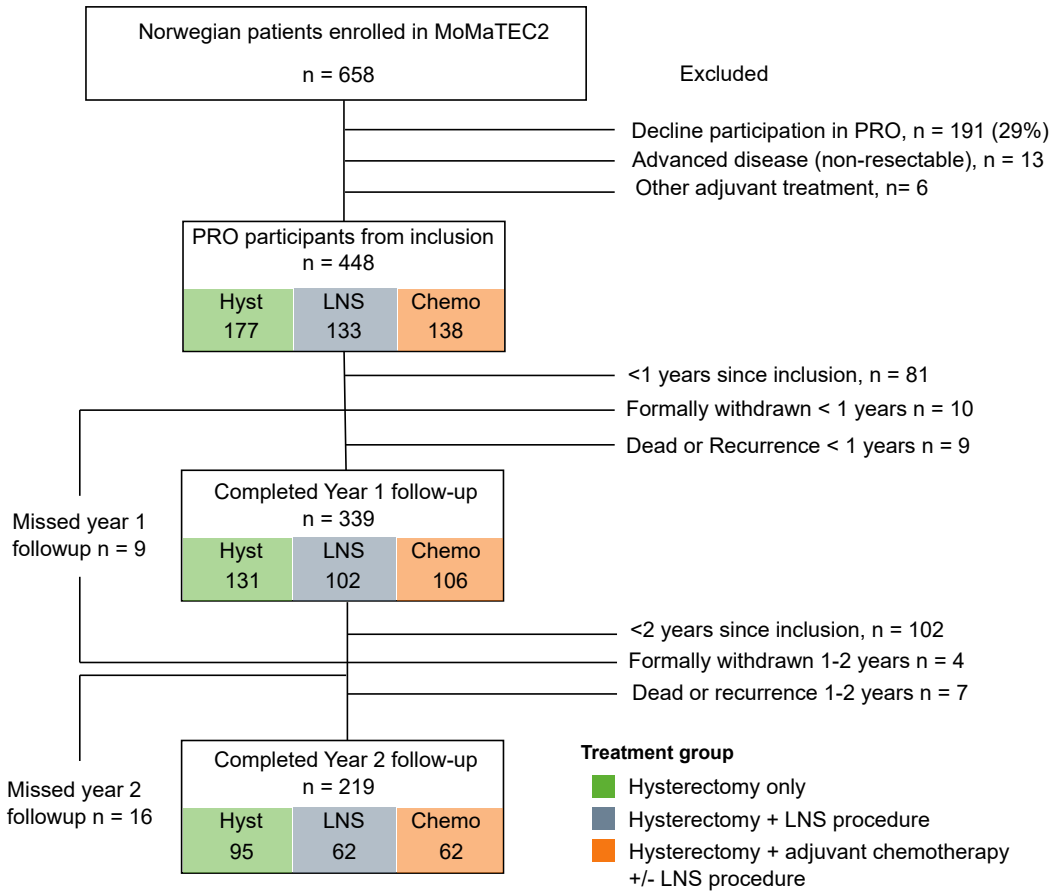 Norwegian patients enrolled in MoMaTEC2
n = 658
Excluded
Decline participation in PRO, n = 191 (29%)
Advanced disease (non-resectable), n = 13
Other adjuvant treatment, n= 6
PRO participants from inclusion
n = 448
Hyst LNS Chemo
177 133 138
<1 years since inclusion, n = 81
Formally withdrawn < 1 years n = 10
Dead or Recurrence < 1 years n = 9
Missed year 1
followup n = 9
Completed Year 1 follow-up
n = 339
Hyst LNS Chemo
131 102 106
<2 years since inclusion, n = 102
Formally withdrawn 1-2 years n = 4
Dead or recurrence 1-2 years n = 7
Missed year 2
followup n = 16
Completed Year 2 follow-up
n = 219
Hyst LNS Chemo
95 62 62
Treatment group
Hysterectomy only
Hysterectomy + LNS procedure
Hysterectomy + adjuvant chemotherapy
+/- LNS procedure